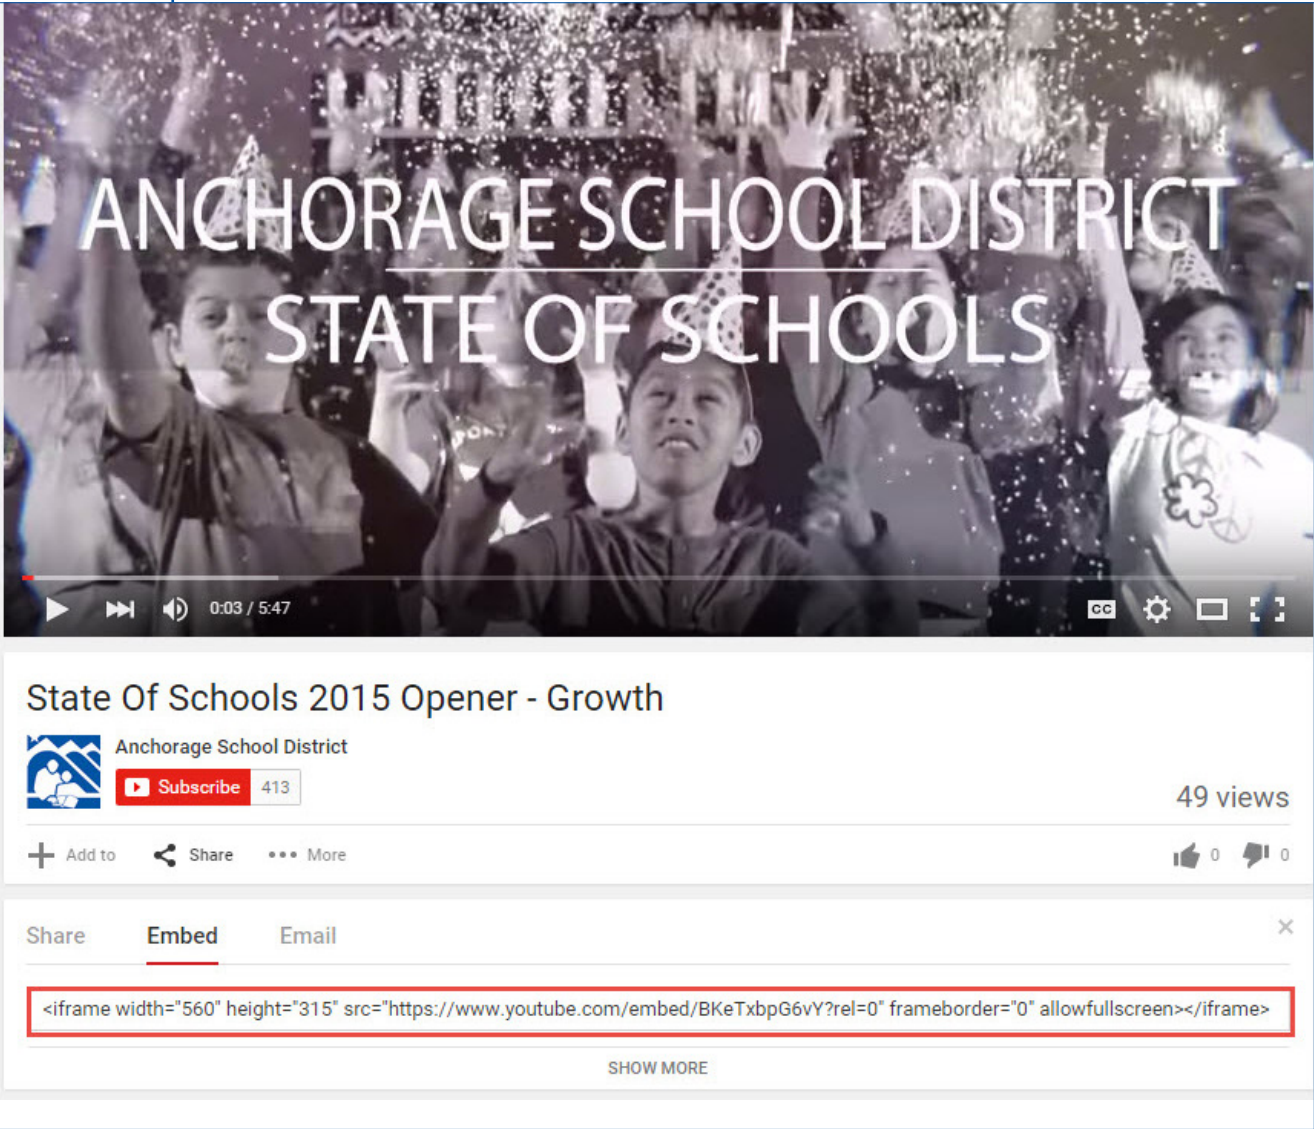 ANCHORAGE SCHOOL DISTRICT
STATE OF SCHOOLS
0:03 / 5:47
CC
State Of Schools 2015 Opener - Growth
Anchorage School District
Subscribe 413
49 views
Add to Share More 0 0
Share Embed Email
<iframe width="560" height="315" src="https://www.youtube.com/embed/BKeTxbpG6vY?rel=0" frameborder="0" allowfullscreen></iframe>
SHOW MORE